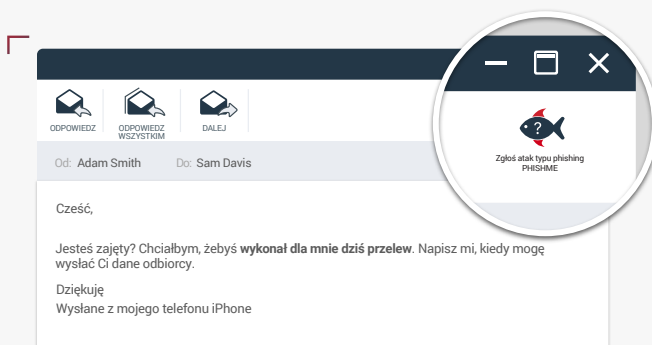 ODPOWIEDZ
ODPOWIEDZ
WSZYSTKIM
DALEJ
?
Zgłoś atak typu phishing
PHISHME
Od: Adam Smith Do: Sam Davis
Cześć,
Jesteś zajęty? Chciałbym, żebyś wykonał dla mnie dziś przelew. Napisz mi, kiedy mogę
wysłać Ci dane odbiorcy.
Dziękuję
Wysłane z mojego telefonu iPhone